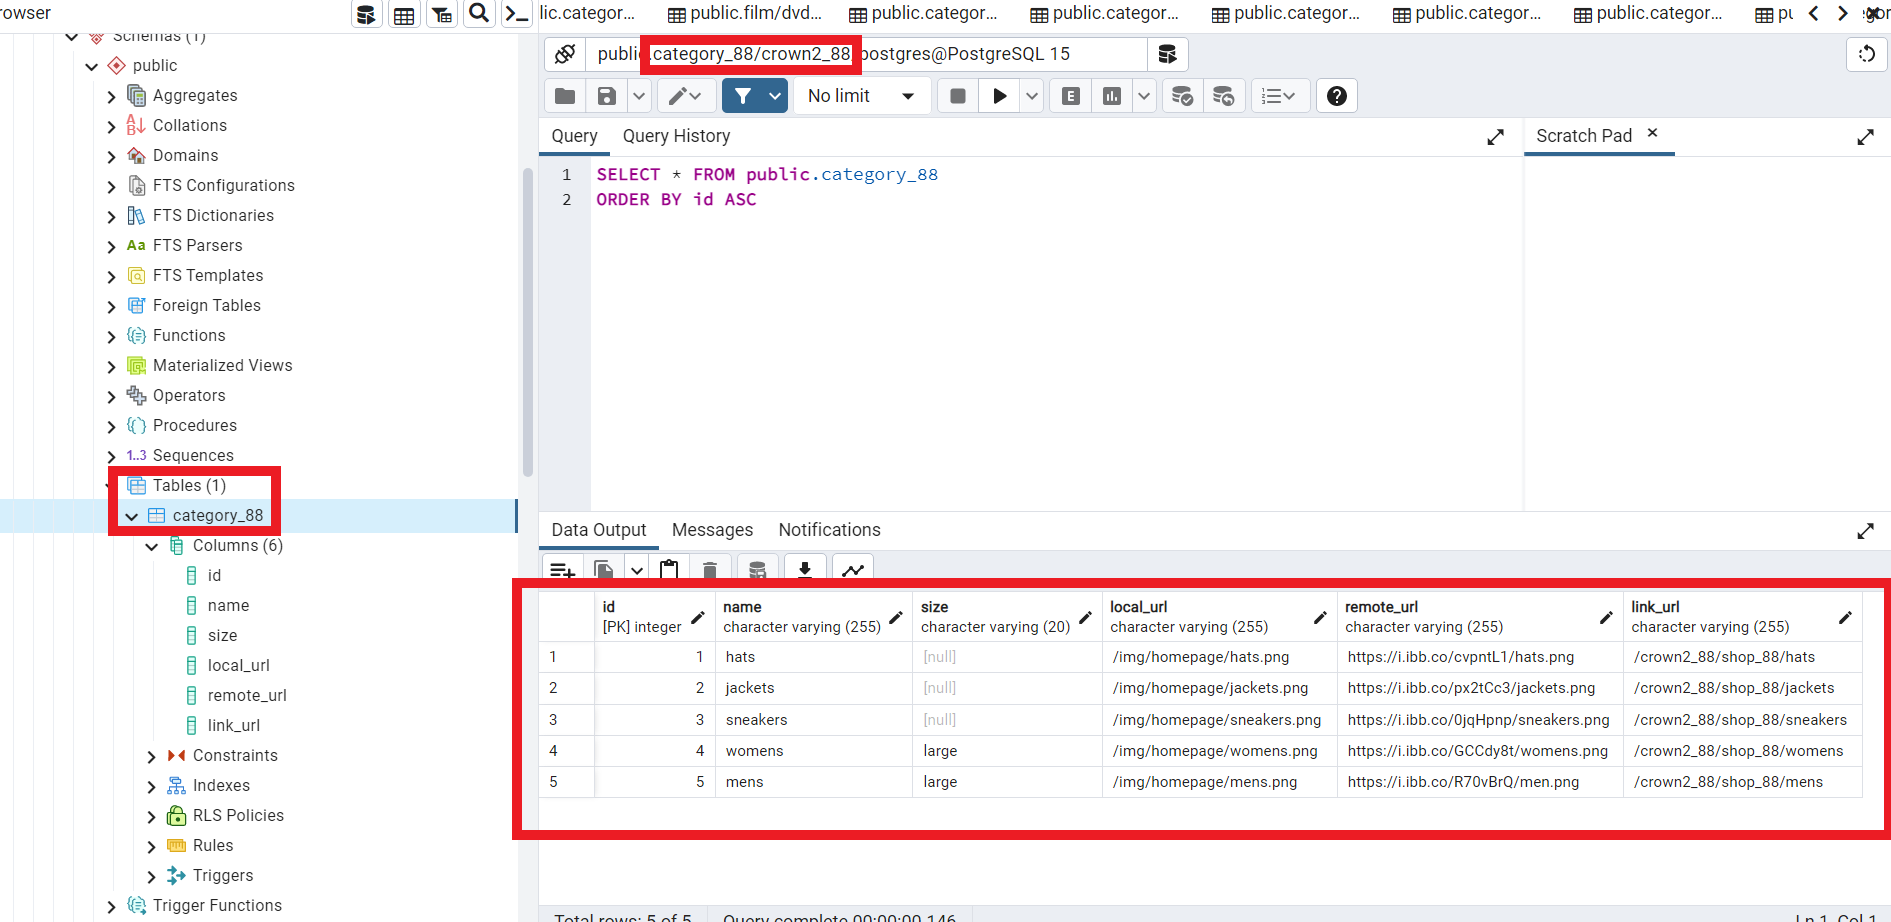 rowser
Schemas (1)
public
Aggregates
Collations
Domains
FTS Configurations
FTS Dictionaries
Aa FTS Parsers
FTS Templates
Foreign Tables
Functions
Materialized Views
Operators
Procedures
1..3 Sequences
Tables (1)
category_88
Columns (6)
id
name
size
local_url
remote_url
link_url
Constraints
Indexes
RLS Policies
Rules
Triggers
Trigger Functions
lic.categor... public.film/dvd... public.categor... public.categor... public.categor... public.categor... public.categor... pu
public.category_88/crown2_88/postgres@PostgreSQL 15
No limit
E
Query Query History
Scratch Pad
1 SELECT * FROM public.category_88
2 ORDER BY id ASC
Data Output Messages Notifications
id name size local_url remote_url link_url
[PK] integer character varying (255) character varying (20) character varying (255) character varying (255) character varying (255)
1 1 hats [null] /img/homepage/hats.png https://i.ibb.co/cvpntL1/hats.png /crown2_88/shop_88/hats
2 2 jackets [null] /img/homepage/jackets.png https://i.ibb.co/px2tCc3/jackets.png /crown2_88/shop_88/jackets
3 3 sneakers [null] /img/homepage/sneakers.png https://i.ibb.co/0jqHpnp/sneakers.png /crown2_88/shop_88/sneakers
4 4 womens large /img/homepage/womens.png https://i.ibb.co/GCCdy8t/womens.png /crown2_88/shop_88/womens
5 5 mens large /img/homepage/mens.png https://i.ibb.co/R70vBrQ/men.png /crown2_88/shop_88/mens
Total rows: 5 of 5 Query complete 00:00:00.146
Ln 1, Col 1